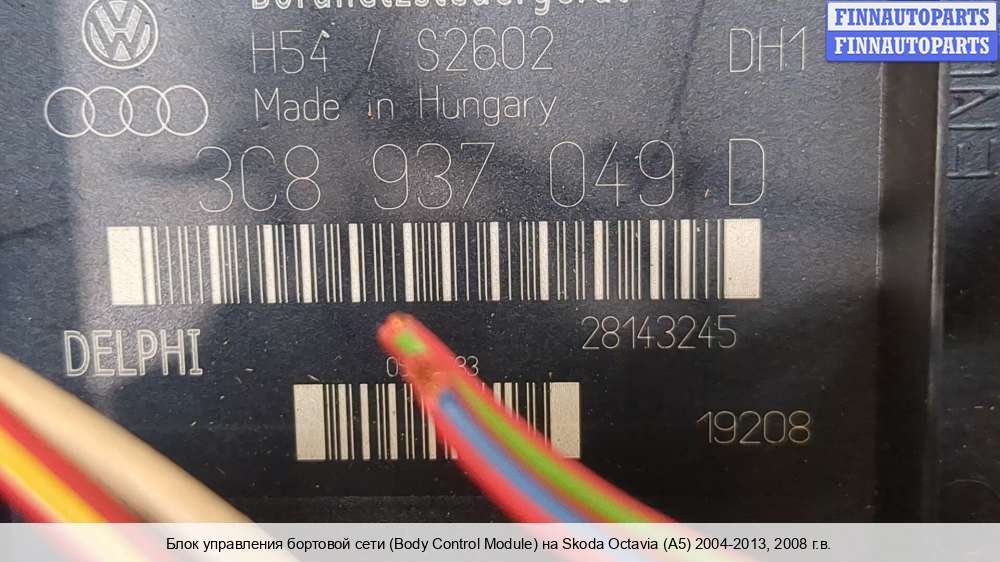 FINNAUTOPARTS
FINNAUTOPARTS
Bordnetzsteuergerät
H54 / S2602 DH1
Made in Hungary
3C8 937 049 D
DELPHI
28143245
19208
Блок управления бортовой сети (Body Control Module) на Skoda Octavia (A5) 2004-2013, 2008 г.в.